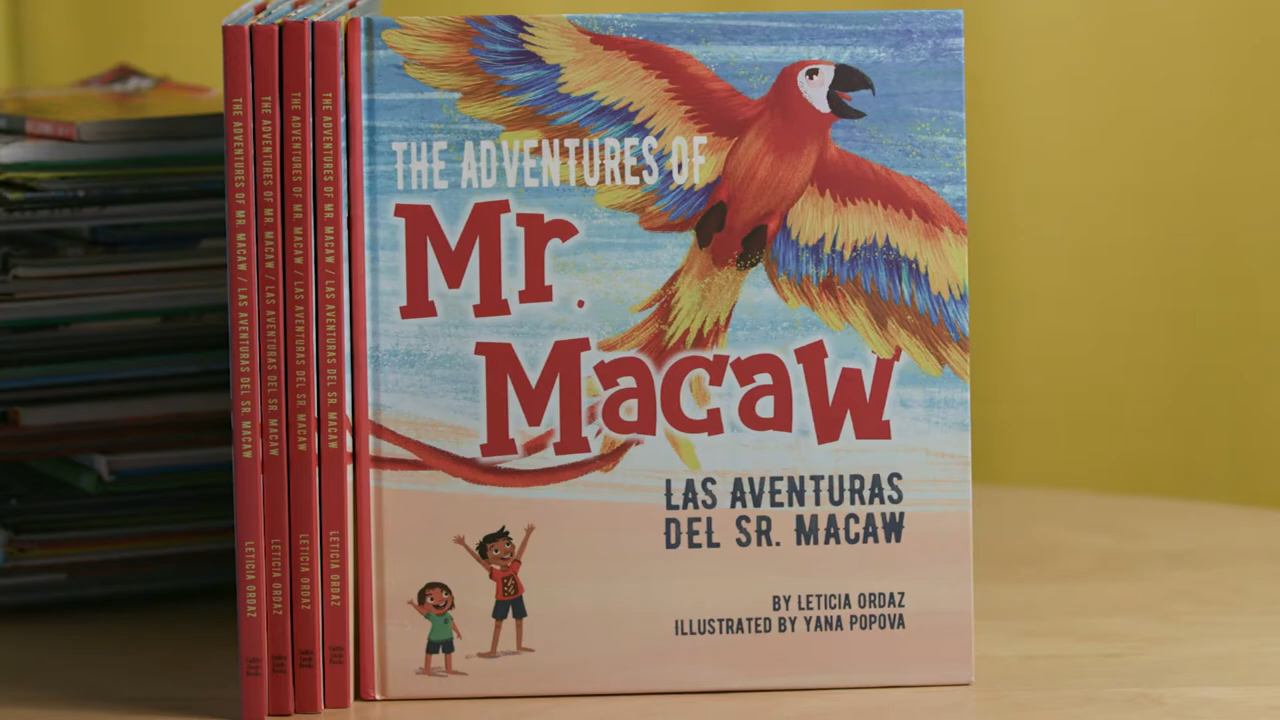 THE ADVENTURES OF MR. MACAW / LAS AVENTURAS DEL SR. MACAW LETICIA ORDAZ
THE ADVENTURES OF MR. MACAW / LAS AVENTURAS DEL SR. MACAW LETICIA ORDAZ
THE ADVENTURES OF MR. MACAW / LAS AVENTURAS DEL SR. MACAW LETICIA ORDAZ
THE ADVENTURES OF MR. MACAW / LAS AVENTURAS DEL SR. MACAW LETICIA ORDAZ
THE ADVENTURES OF
Mr.
Macaw
LAS AVENTURAS
DEL SR. MACAW
BY LETICIA ORDAZ
ILLUSTRATED BY YANA POPOVA